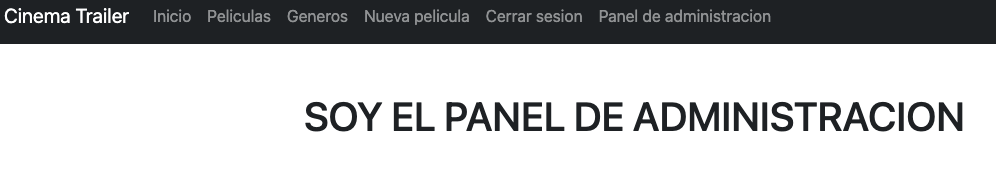 Cinema Trailer Inicio Peliculas Generos Nueva pelicula Cerrar sesion Panel de administracion
SOY EL PANEL DE ADMINISTRACION